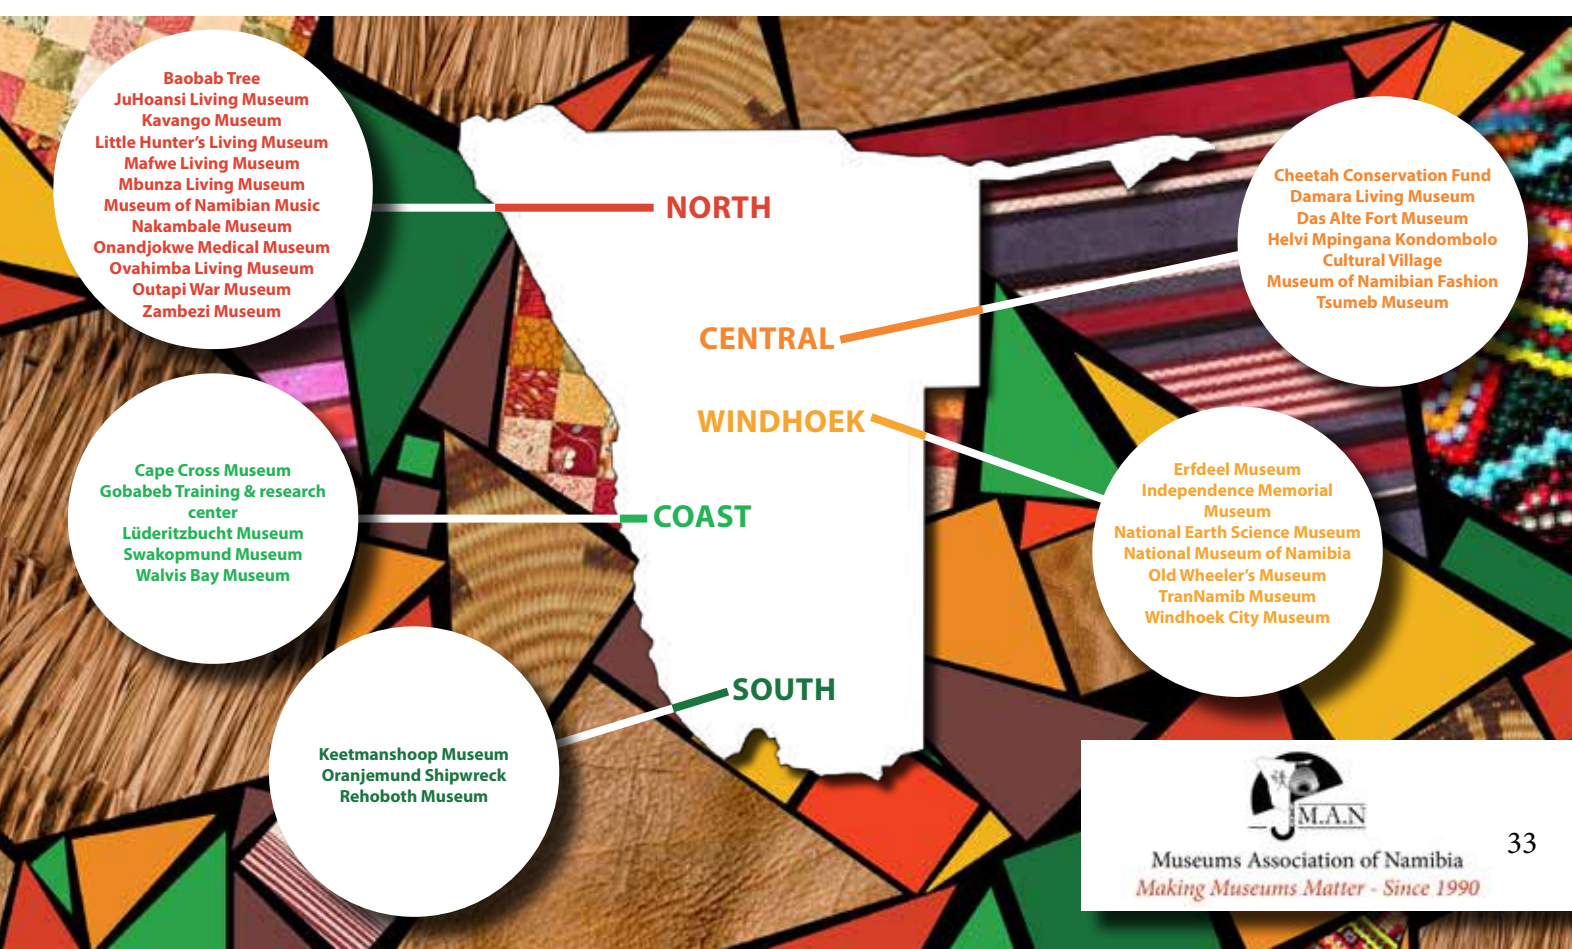 Baobab Tree
JuHoansi Living Museum
Kavango Museum
Little Hunter's Living Museum
Mafwe Living Museum
Mbunza Living Museum
Museum of Namibian Music
Nakambale Museum
Onandjokwe Medical Museum
Ovahimba Living Museum
Outapi War Museum
Zambezi Museum
NORTH
Cheetah Conservation Fund
Damara Living Museum
Das Alte Fort Museum
Helvi Mpingana Kondombolo
Cultural Village
Museum of Namibian Fashion
Tsumeb Museum
CENTRAL
WINDHOEK
Erfdeel Museum
Independence Memorial
Museum
National Earth Science Museum
National Museum of Namibia
Old Wheeler's Museum
TranNamib Museum
Windhoek City Museum
Cape Cross Museum
Gobabeb Training & research
center
Lüderitzbucht Museum
Swakopmund Museum
Walvis Bay Museum
COAST
SOUTH
Keetmanshoop Museum
Oranjemund Shipwreck
Rehoboth Museum
M.A.N
Museums Association of Namibia
Making Museums Matter - Since 1990
33